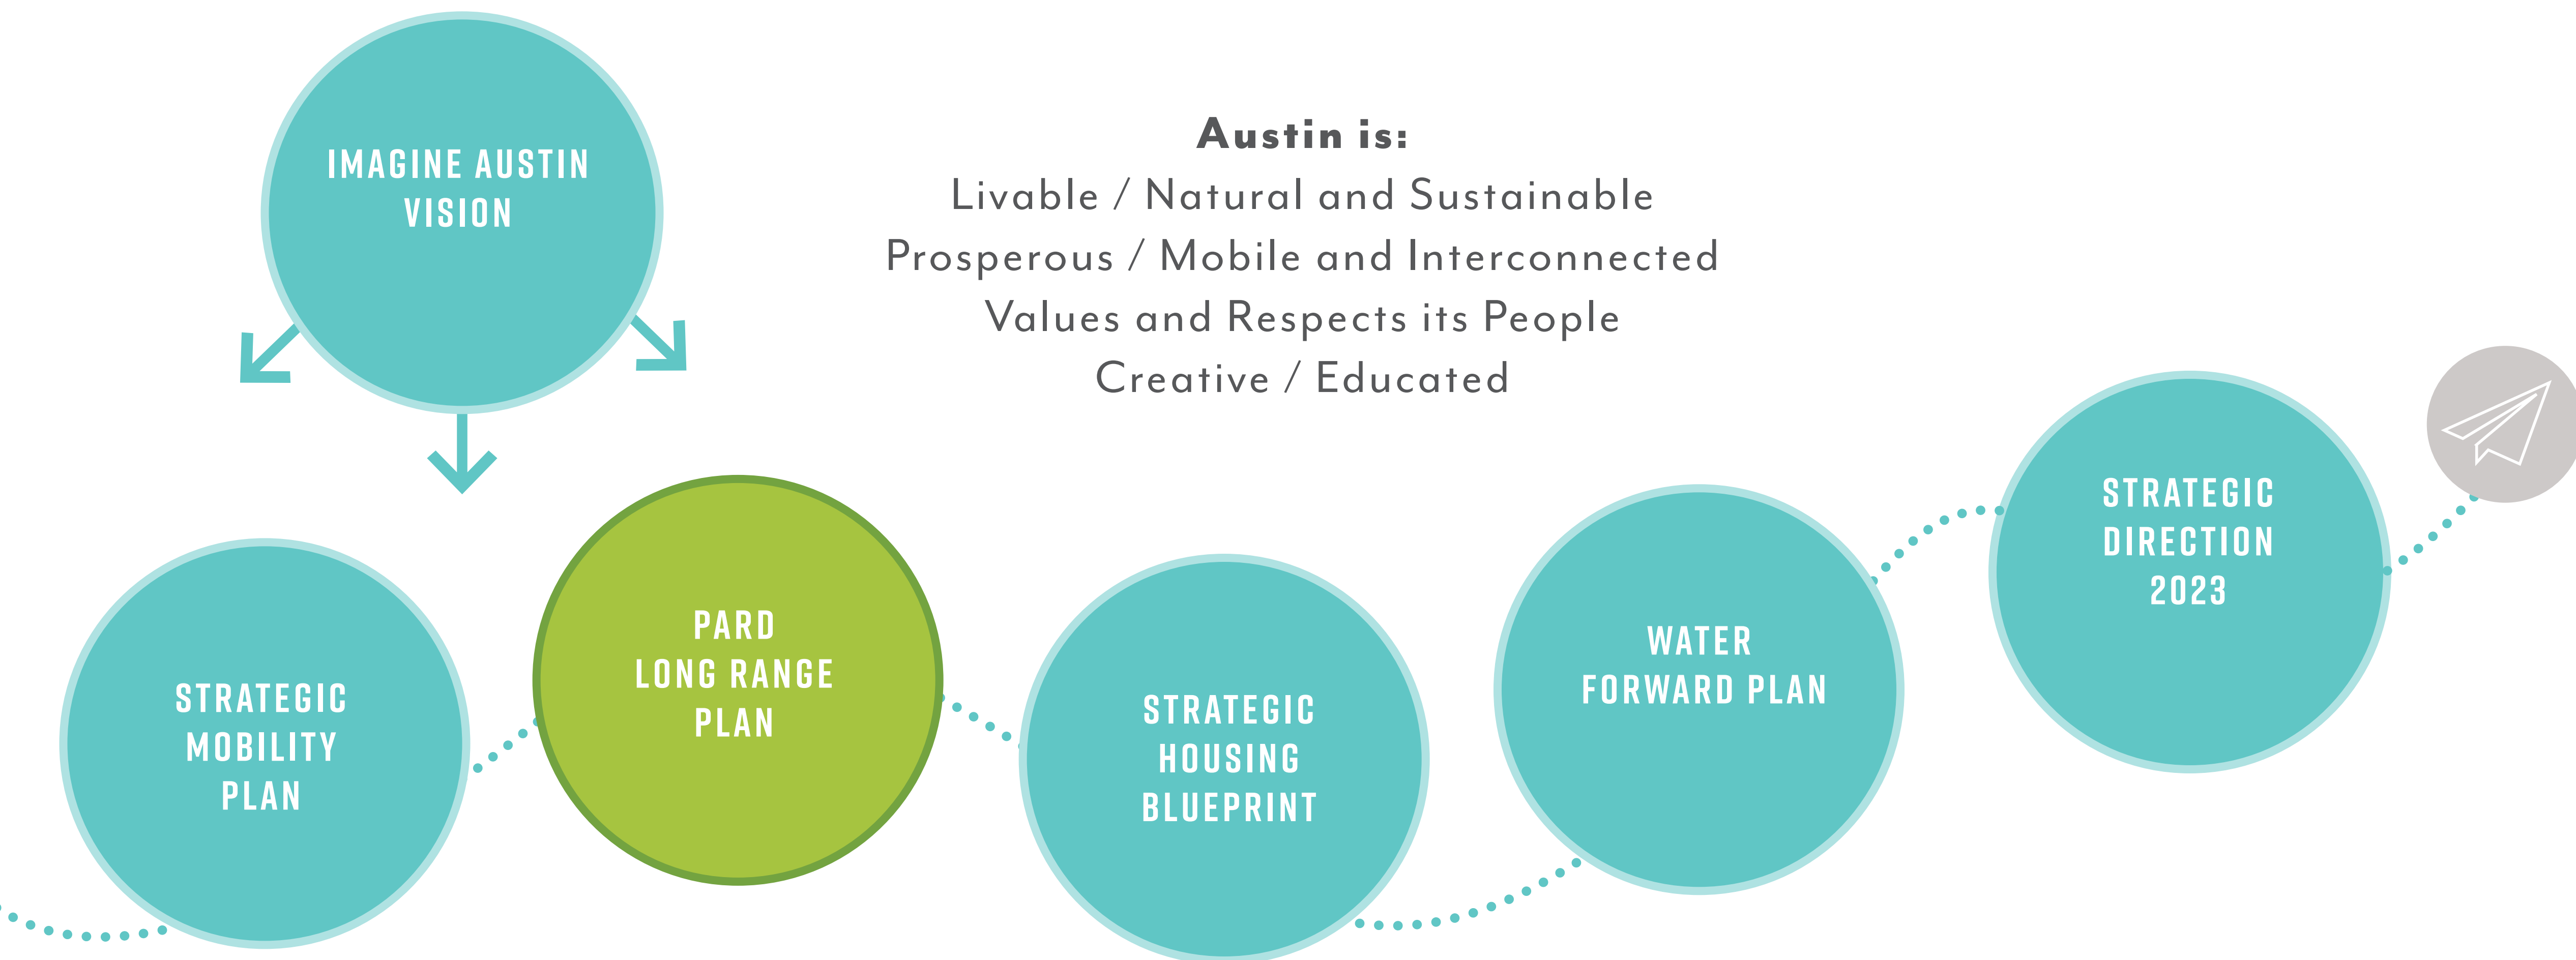 IMAGINE AUSTIN
VISION
Austin is:
Livable / Natural and Sustainable
Prosperous / Mobile and Interconnected
Values and Respects its People
Creative / Educated
STRATEGIC
MOBILITY
PLAN
PARD
LONG RANGE
PLAN
STRATEGIC
HOUSING
BLUEPRINT
WATER
FORWARD PLAN
STRATEGIC
DIRECTION
2023